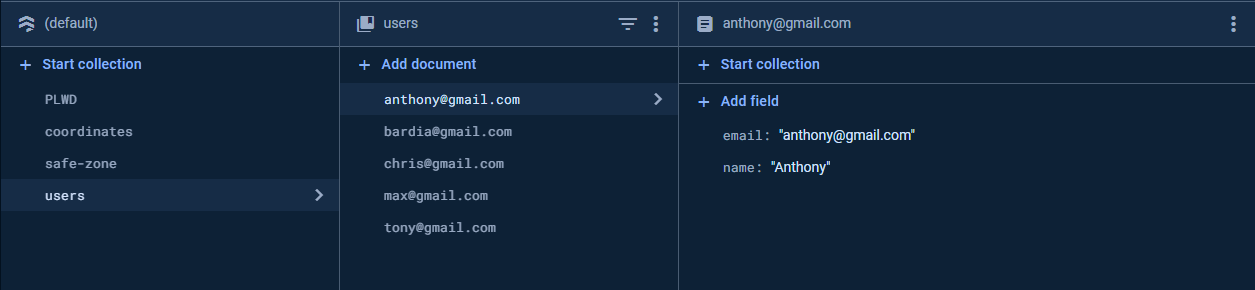 (default)
Start collection
PLWD
coordinates
safe-zone
users
users
Add document
anthony@gmail.com
bardia@gmail.com
chris@gmail.com
max@gmail.com
tony@gmail.com
anthony@gmail.com
Start collection
Add field
email: "anthony@gmail.com"
name: "Anthony"